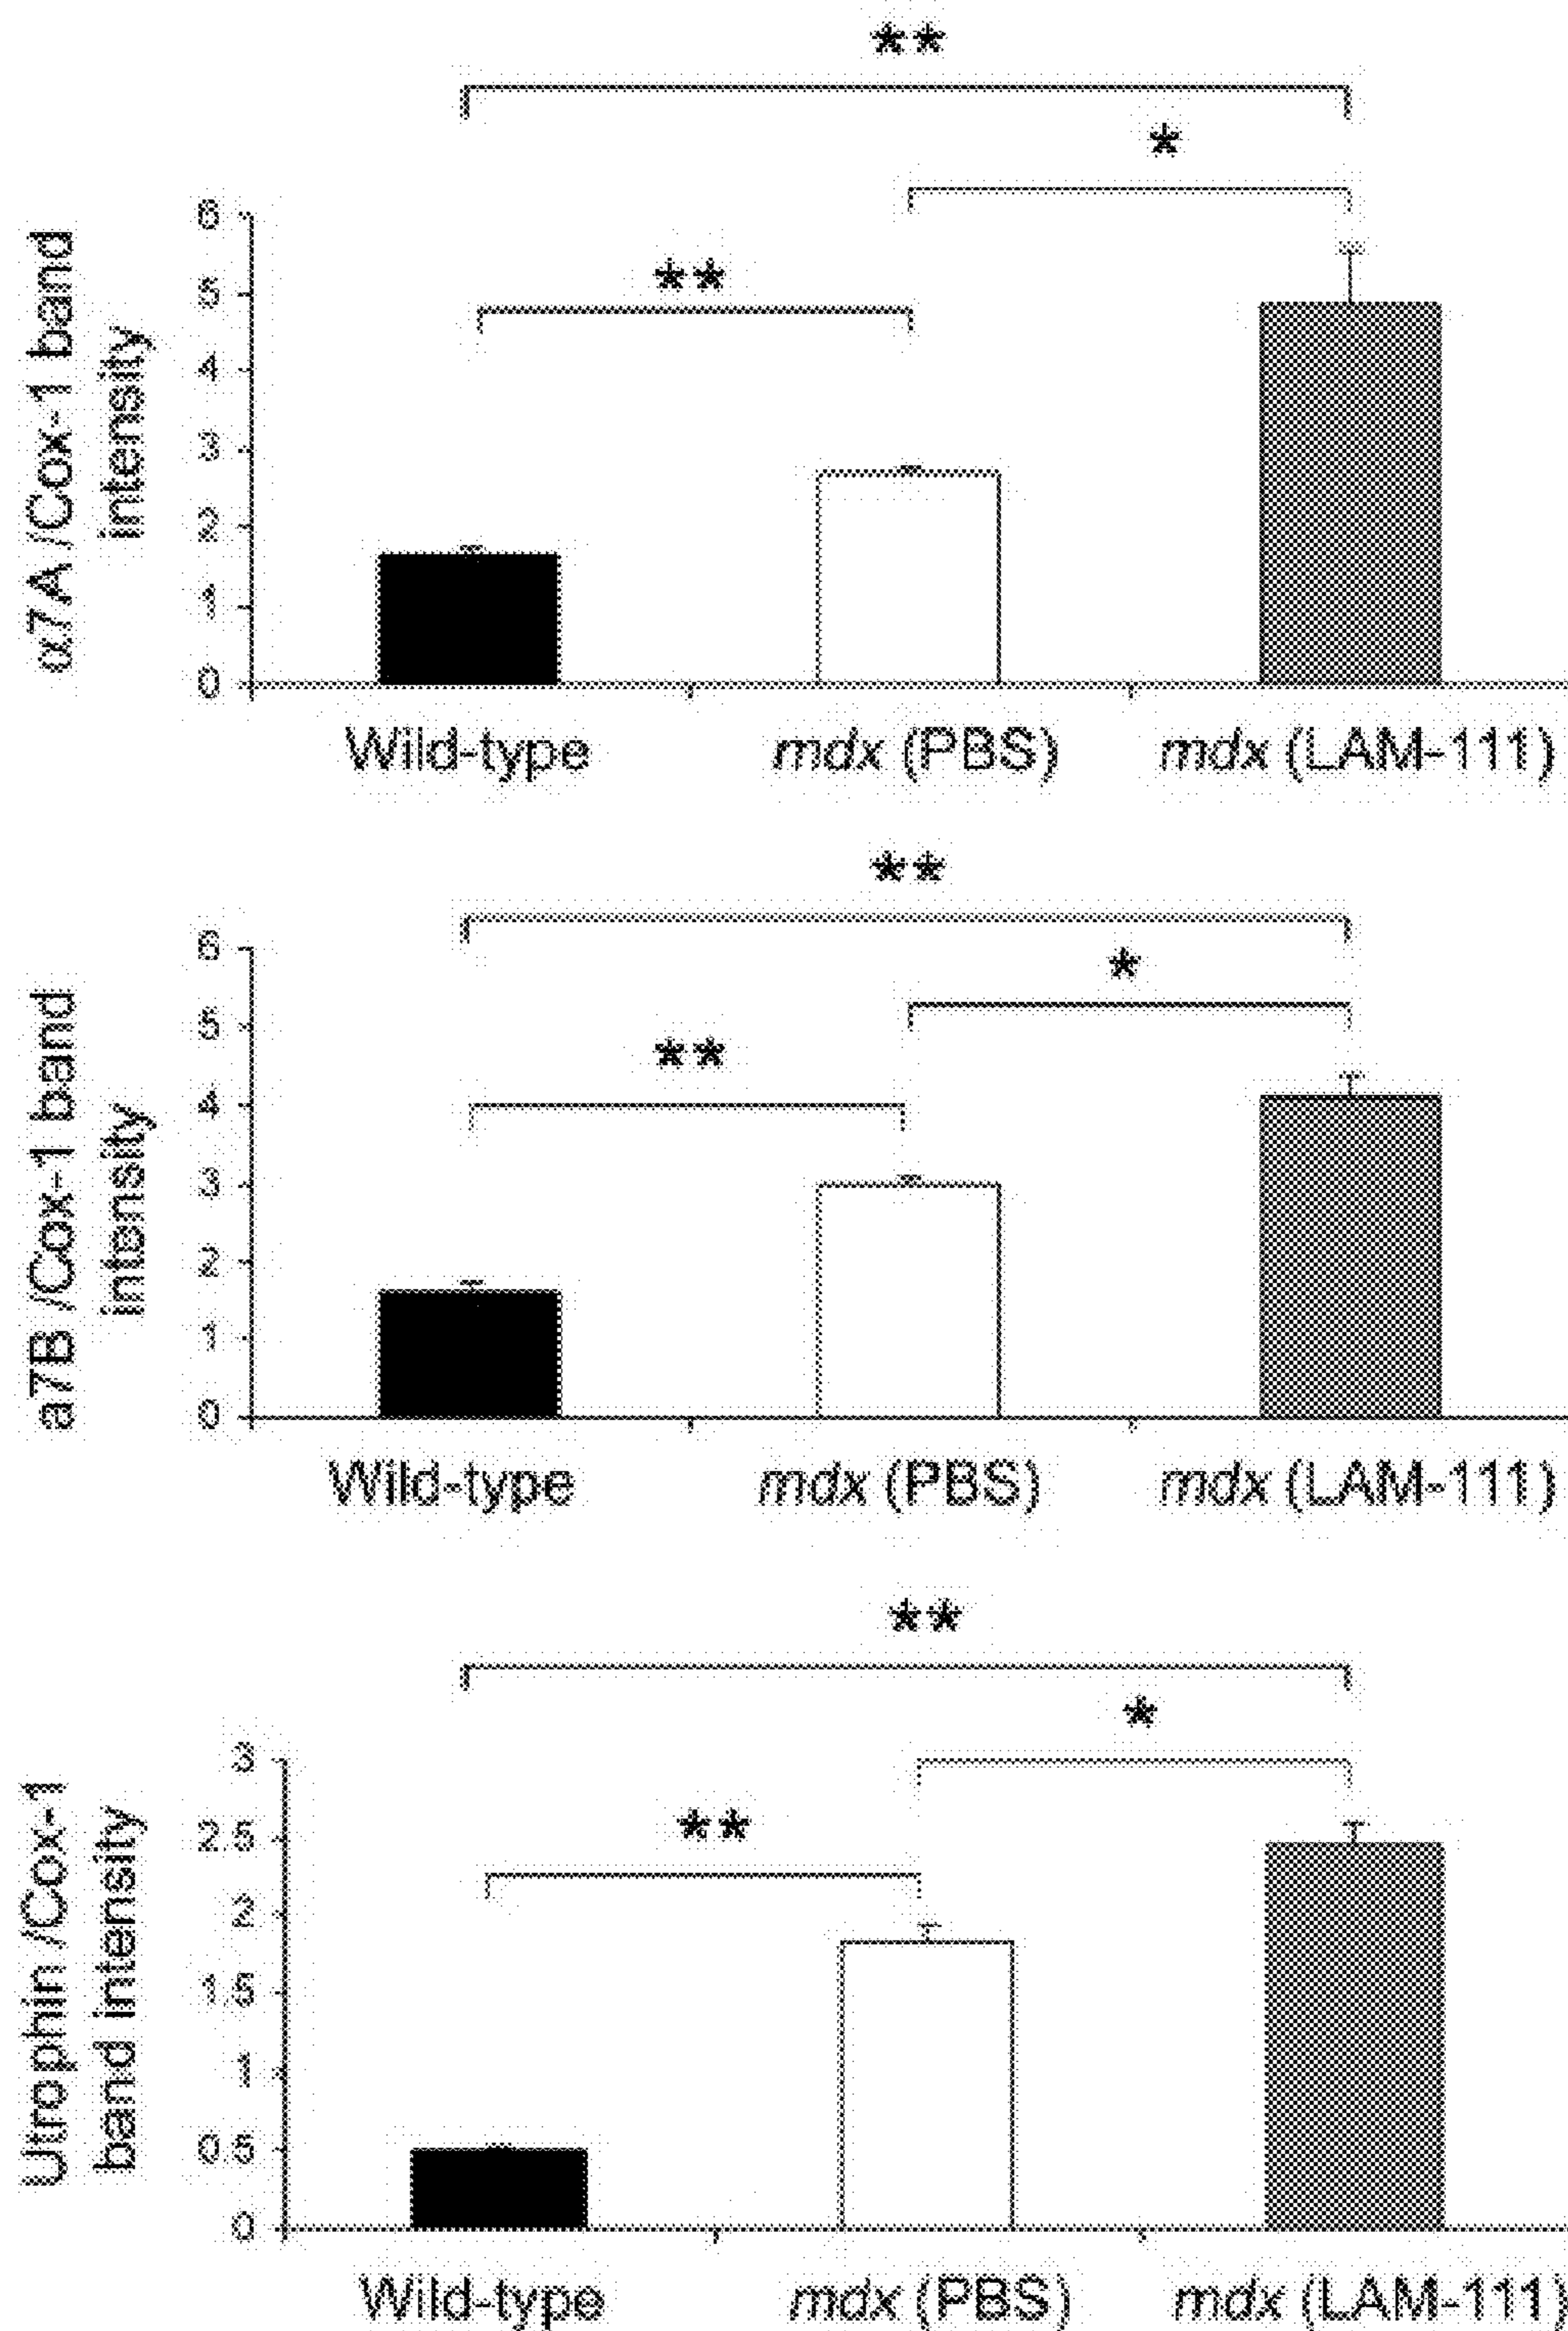 **
*
**
6
5
4
3
2
1
0
α7A /Cox-1 band
intensity
Wild-type
mdx (PBS)
mdx (LAM-111)
**
*
**
6
5
4
3
2
1
0
a7B /Cox-1 band
intensity
Wild-type
mdx (PBS)
mdx (LAM-111)
**
*
**
3
2.5
2
1.5
1
0.5
0
Utrophin /Cox-1
band intensity
Wild-type
mdx (PBS)
mdx (LAM-111)